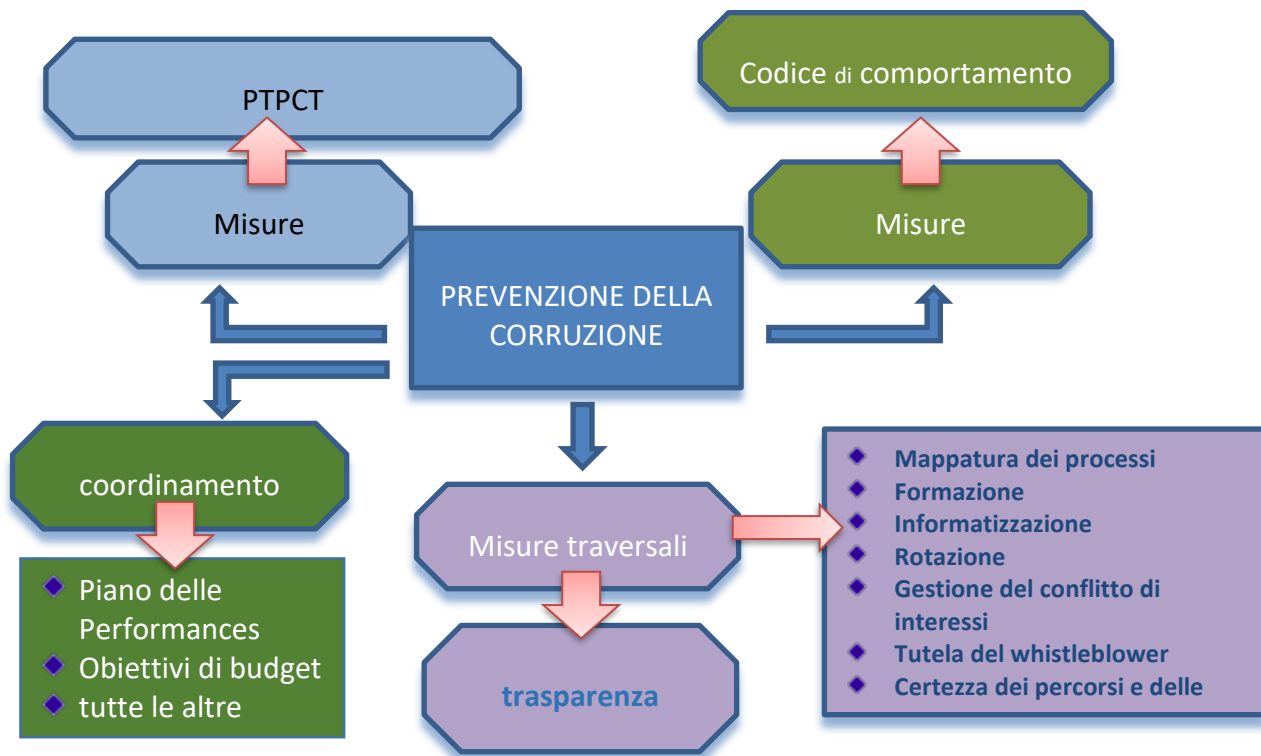 PTPCT
Codice di comportamento
Misure
Misure
PREVENZIONE DELLA
CORRUZIONE
coordinamento
Piano delle
Performances
Obiettivi di budget
tutte le altre
Misure traversali
trasparenza
Mappatura dei processi
Formazione
Informatizzazione
Rotazione
Gestione del conflitto di
interessi
Tutela del whistleblower
Certezza dei percorsi e delle